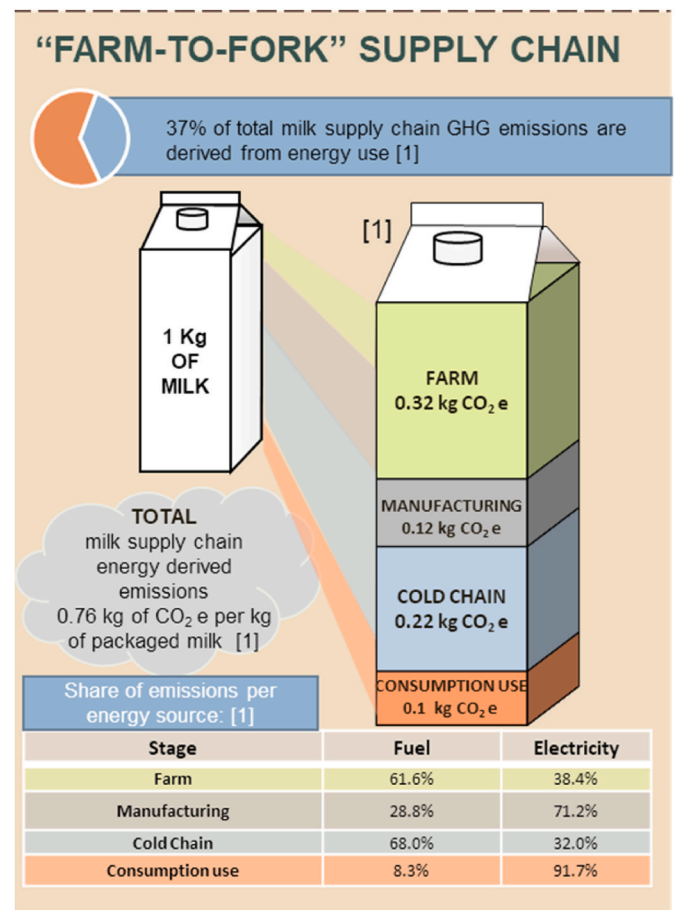 “FARM-TO-FORK” SUPPLY CHAIN
37% of total milk supply chain GHG emissions are
derived from energy use [1]
[1]
1 Kg
OF
MILK
FARM
0.32 kg CO₂ e
MANUFACTURING
0.12 kg CO₂ e
COLD CHAIN
0.22 kg CO₂ e
CONSUMPTION USE
0.1 kg CO₂ e
TOTAL
milk supply chain
energy derived
emissions
0.76 kg of CO₂ e per kg
of packaged milk [1]
Share of emissions per
energy source: [1]
Stage Fuel Electricity
Farm 61.6% 38.4%
Manufacturing 28.8% 71.2%
Cold Chain 68.0% 32.0%
Consumption use 8.3% 91.7%